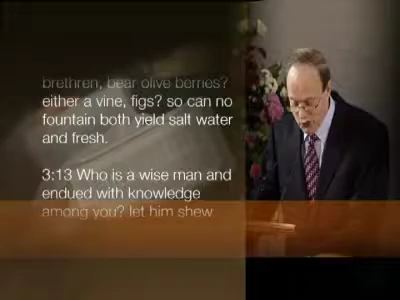 brethren, bear olive berries?
either a vine, figs? so can no
fountain both yield salt water
and fresh.
3:13 Who is a wise man and
endued with knowledge
among you? let him shew